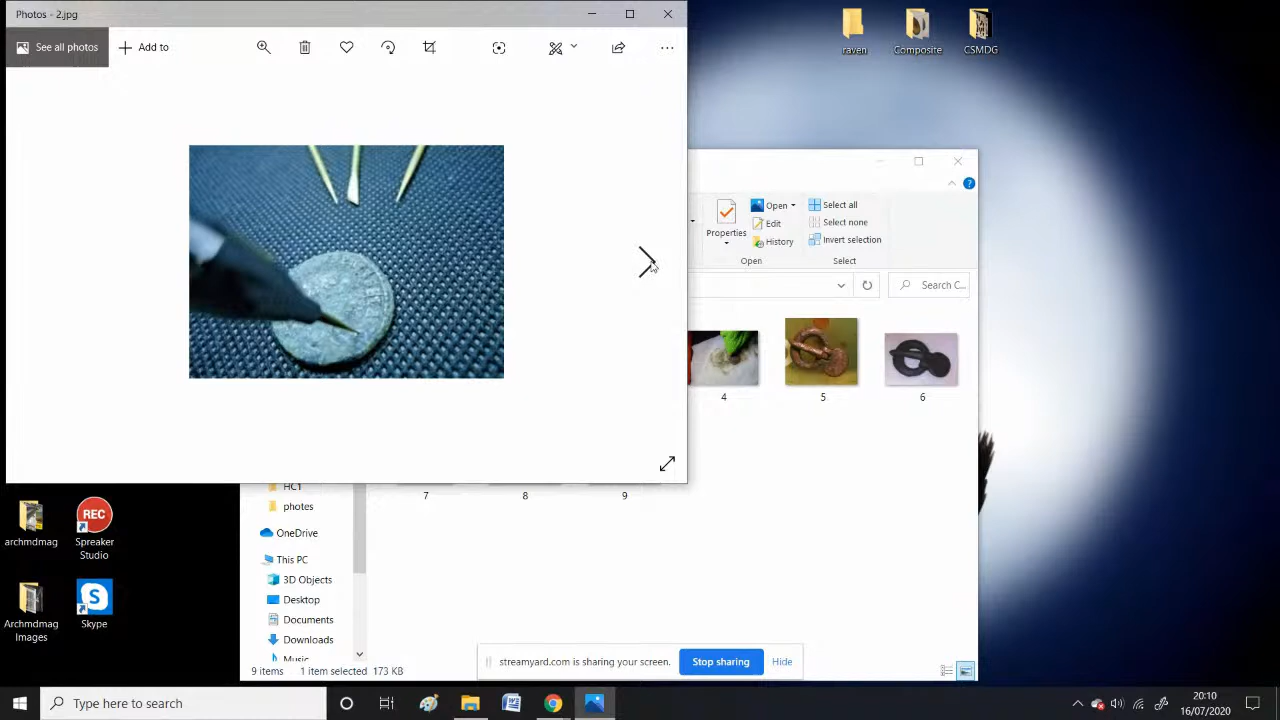 Photos - 2.jpg
See all photos
Add to
raven
Composite
CSMDG
Properties
Open
Edit
History
Open
Select all
Select none
Invert selection
Select
Search C...
4
5
6
7
8
9
HC1
photes
OneDrive
This PC
3D Objects
Desktop
Documents
Downloads
Music
9 items
1 item selected 173 KB
archmdmag
REC
Spreaker
Studio
Archmdmag
Images
S
Skype
streamyard.com is sharing your screen.
Stop sharing
Hide
Type here to search
20:10
16/07/2020